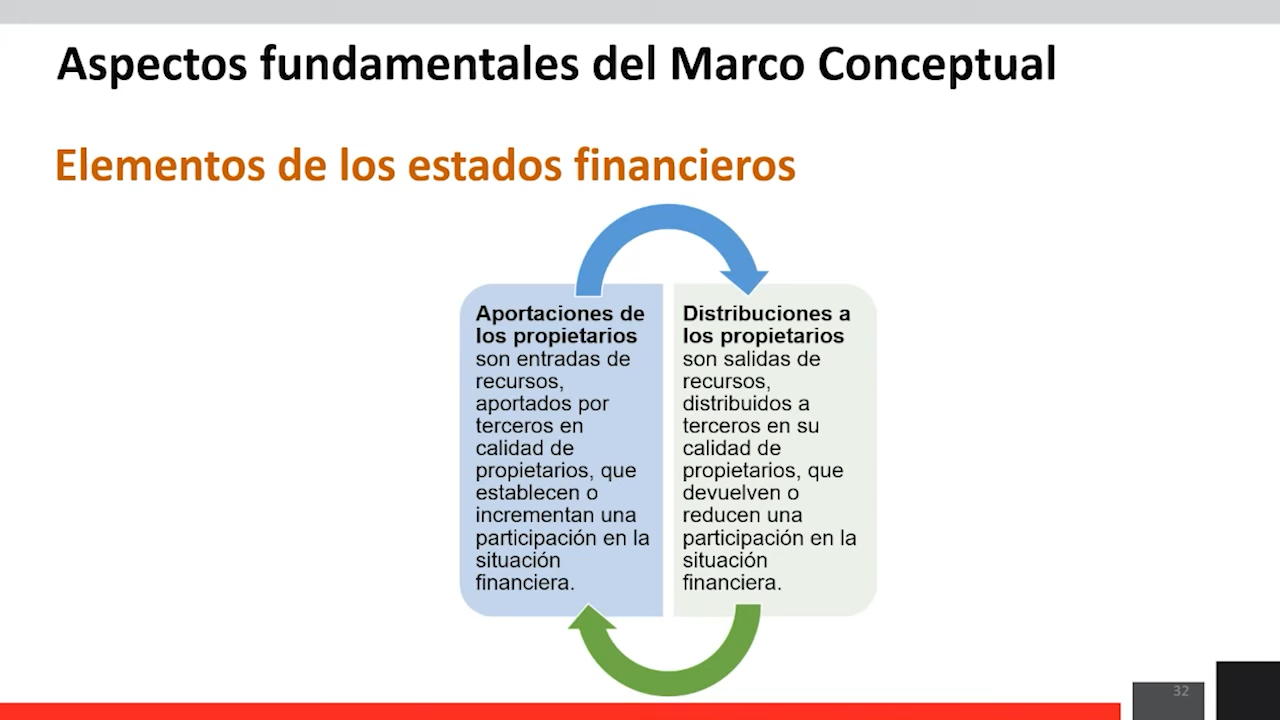 Aspectos fundamentales del Marco Conceptual
Elementos de los estados financieros
Aportaciones de
los propietarios
son entradas de
recursos,
aportados por
terceros en
calidad de
propietarios, que
establecen o
incrementan una
participación en la
situación
financiera.
Distribuciones a
los propietarios
son salidas de
recursos,
distribuidos a
terceros en su
calidad de
propietarios, que
devuelven o
reducen una
participación en la
situación
financiera.
32